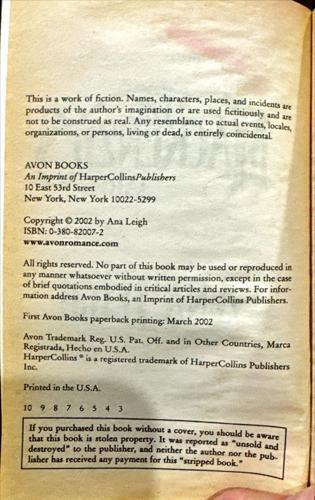 This is a work of fiction. Names, characters, places, and incidents are
products of the author's imagination or are used fictitiously and are
not to be construed as real. Any resemblance to actual events, locales,
organizations, or persons, living or dead, is entirely coincidental.
AVON BOOKS
An Imprint of HarperCollinsPublishers
10 East 53rd Street
New York, New York 10022-5299
Copyright © 2002 by Ana Leigh
ISBN: 0-380-82007-2
www.avonromance.com
All rights reserved. No part of this book may be used or reproduced in
any manner whatsoever without written permission, except in the case
of brief quotations embodied in critical articles and reviews. For infor-
mation address Avon Books, an Imprint of HarperCollins Publishers.
First Avon Books paperback printing: March 2002
Avon Trademark Reg. U.S. Pat. Off. and in Other Countries, Marca
Registrada, Hecho en U.S.A.
HarperCollins ® is a registered trademark of HarperCollins Publishers
Inc.
Printed in the U.S.A.
10 9 8 7 6 5 4 3
If you purchased this book without a cover, you should be aware
that this book is stolen property. It was reported as "unsold and
destroyed" to the publisher, and neither the author nor the pub-
lisher has received any payment for this "stripped book."